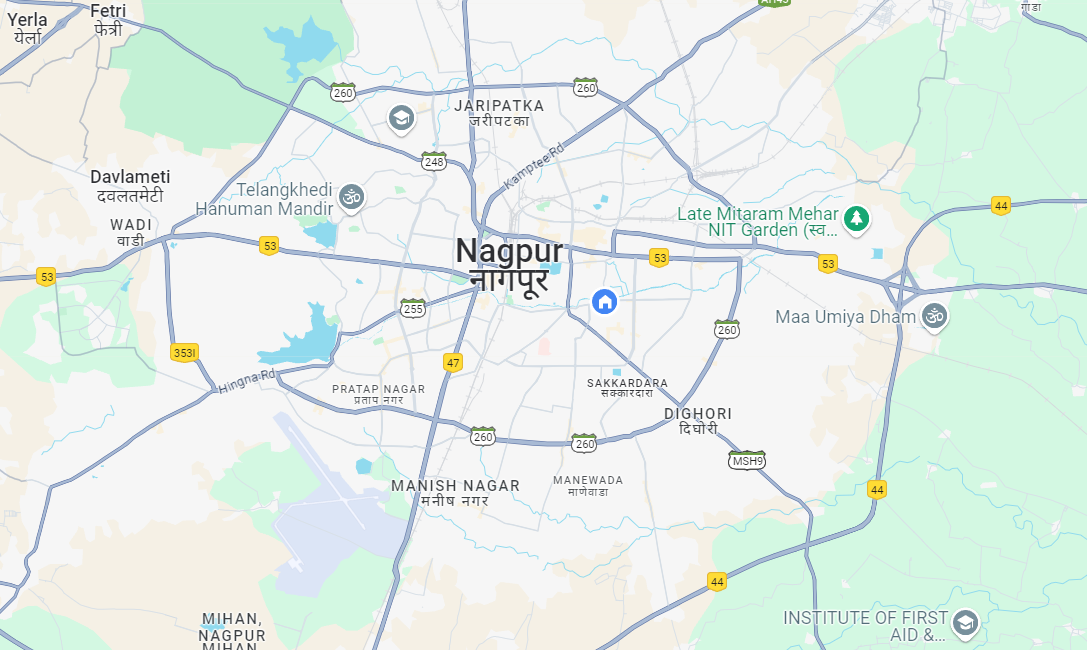 Yerla
येर्ला
Fetri
फेत्री
AH43
गोडा
260
260
JARIPATKA
जरीपटका
248
Kamptee Rd
Davlameti
दवलतमेटी
Telangkhedi
Hanuman Mandir
WADI
वाडी
44
Late Mitaram Mehar
NIT Garden (स्व...
53
53
53
53
Nagpur
नागपूर
255
Maa Umiya Dham
260
353I
47
Hingna Rd
PRATAP NAGAR
प्रताप नगर
SAKKARDARA
सक्कारदारा
DIGHORI
दिघोरी
260
260
MSH9
MANISH NAGAR
मनीष नगर
MANEWADA
माणेवाडा
44
44
MIHAN,
NAGPUR
MIHAN
INSTITUTE OF FIRST
AID &...